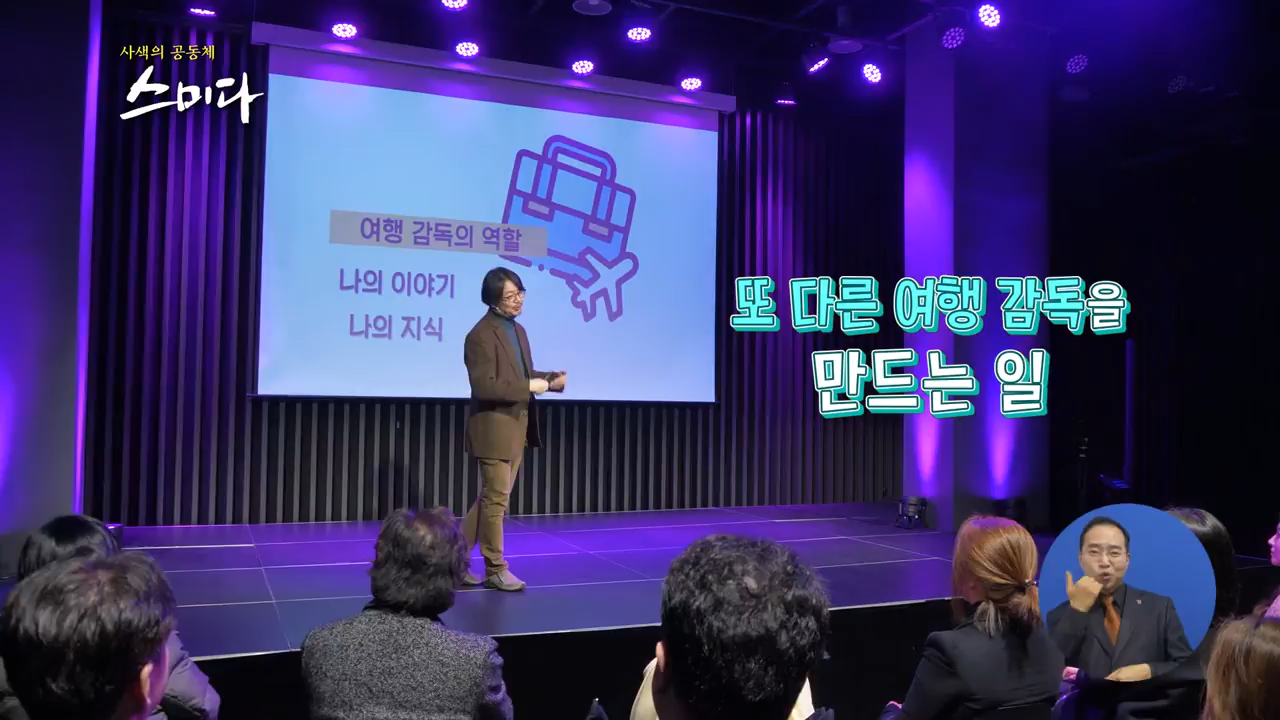 사색의 공동체
스미다
여행 감독의 역할
나의 이야기
나의 지식
또 다른 여행 감독을
만드는 일